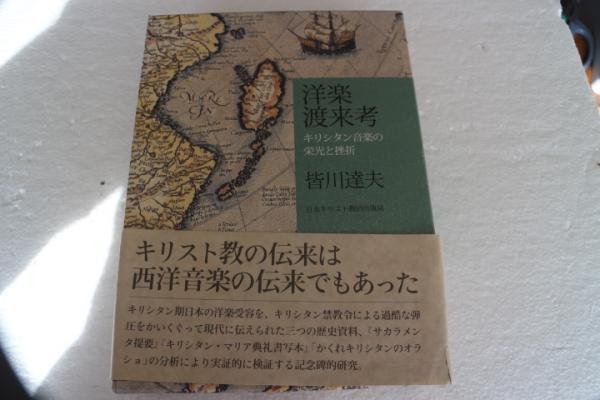 洋楽
渡来考
キリシタン音楽の
栄光と挫折
皆川達夫
日本キリスト教団出版局
キリスト教の伝来は
西洋音楽の伝来でもあった
キリシタン期日本の洋楽受容を、キリシタン禁教令による過酷な弾
圧をかいくぐって現代に伝えられた三つの歴史資料、『サカラメン
タ提要』「キリシタン・マリア典礼書写本」「かくれキリシタンのオラ
ショ」の分析により実証的に検証する記念碑的研究。